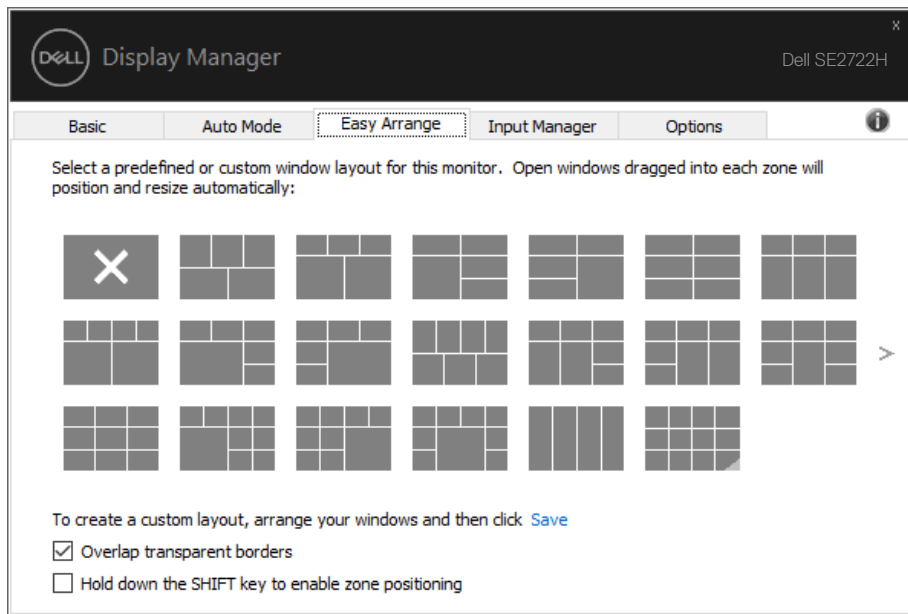 x
DELL
Display Manager
Dell SE2722H
Basic
Auto Mode
Easy Arrange
Input Manager
Options
Select a predefined or custom window layout for this monitor.  Open windows dragged into each zone will
position and resize automatically:
>
To create a custom layout, arrange your windows and then click Save
Overlap transparent borders
Hold down the SHIFT key to enable zone positioning